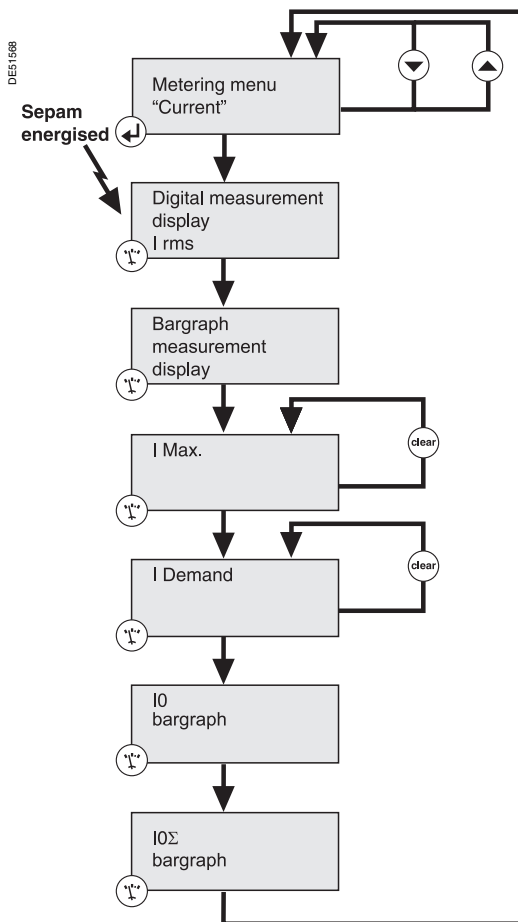 DE51568
Metering menu
“Current”
Sepam
energised
Digital measurement
display
I rms
Bargraph
measurement
display
I Max.
clear
I Demand
clear
I0
bargraph
I0Σ
bargraph